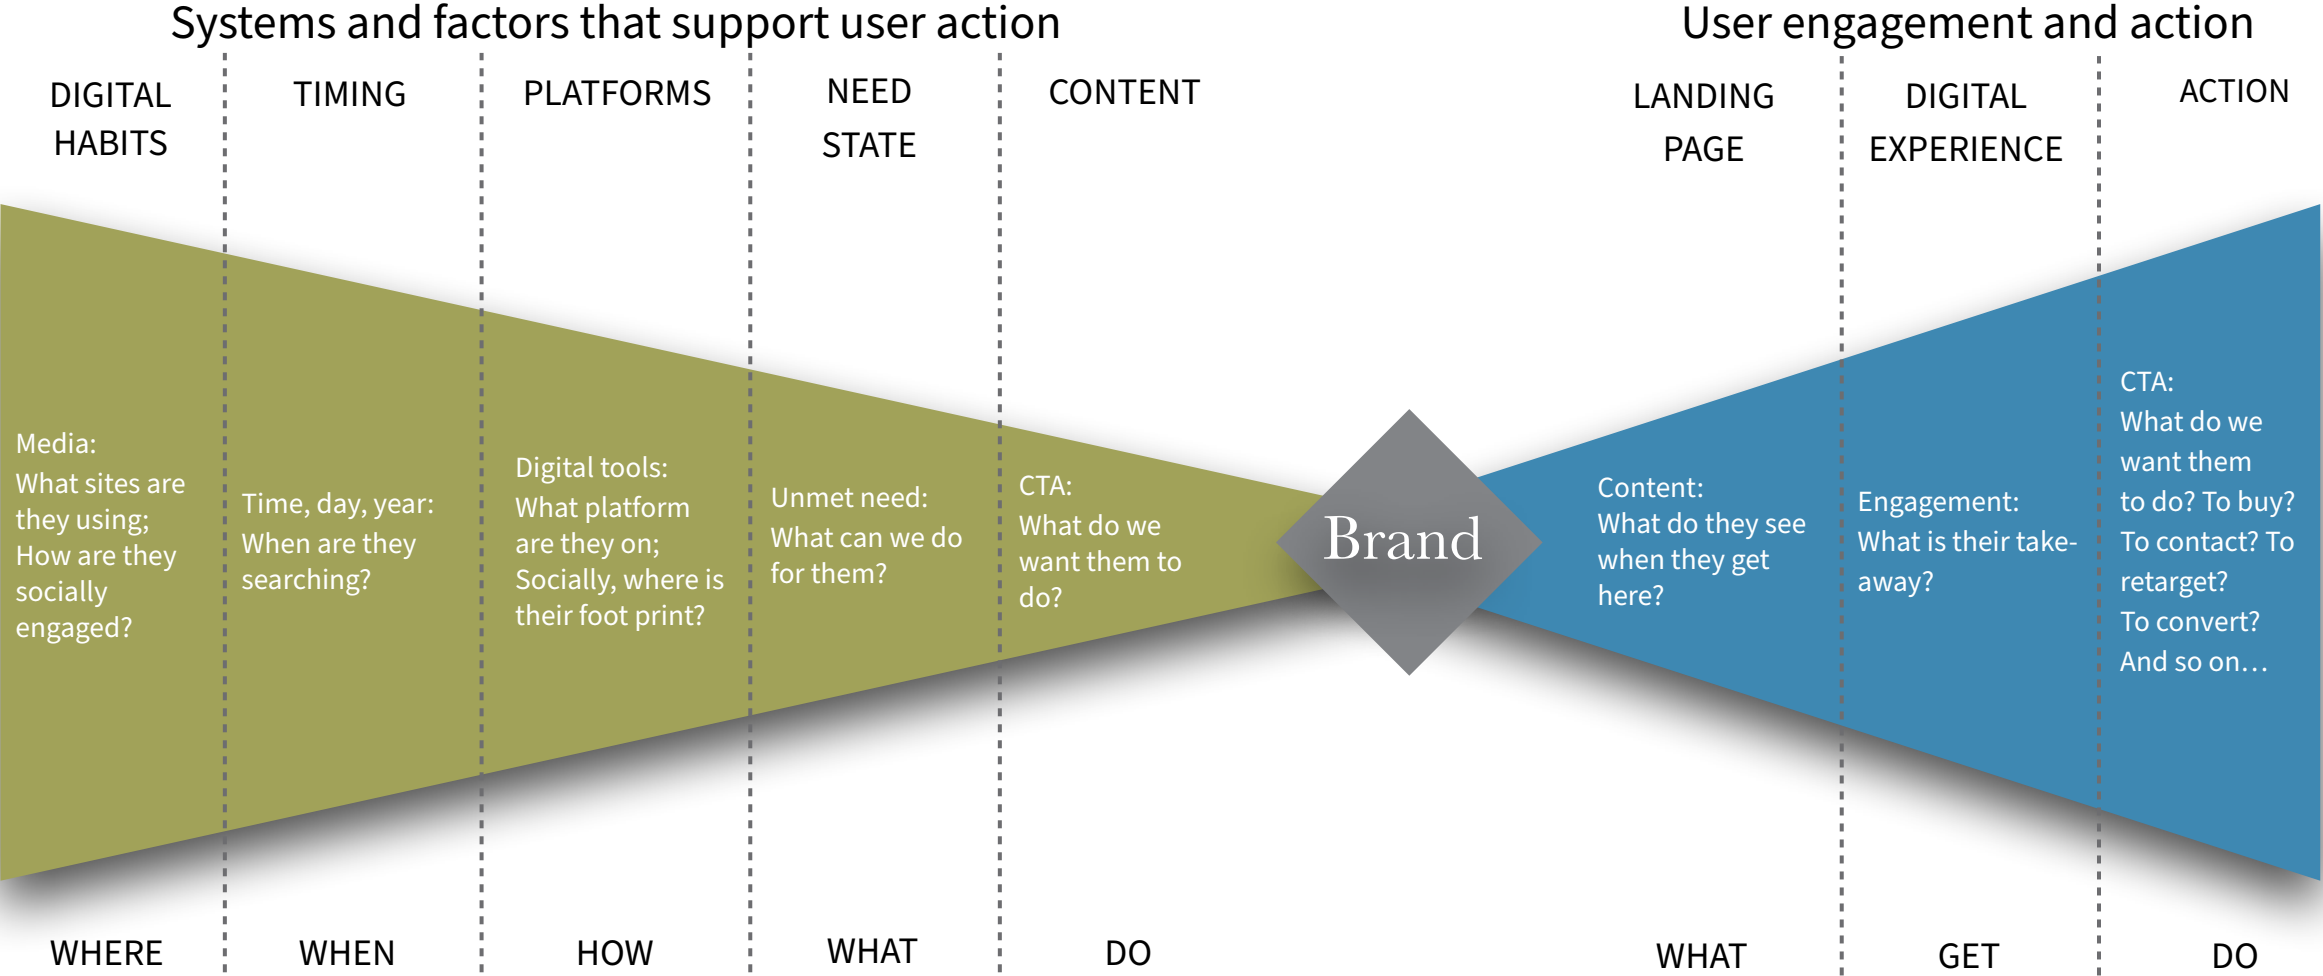 Systems and factors that support user action
User engagement and action
DIGITAL
HABITS
TIMING
PLATFORMS
NEED
STATE
CONTENT
LANDING
PAGE
DIGITAL
EXPERIENCE
ACTION
Media:
What sites are
they using;
How are they
socially
engaged?
Time, day, year:
When are they
searching?
Digital tools:
What platform
are they on;
Socially, where is
their foot print?
Unmet need:
What can we do
for them?
CTA:
What do we
want them to
do?
Brand
Content:
What do they see
when they get
here?
Engagement:
What is their take-
away?
CTA:
What do we
want them
to do? To buy?
To contact? To
retarget?
To convert?
And so on…
WHERE
WHEN
HOW
WHAT
DO
WHAT
GET
DO